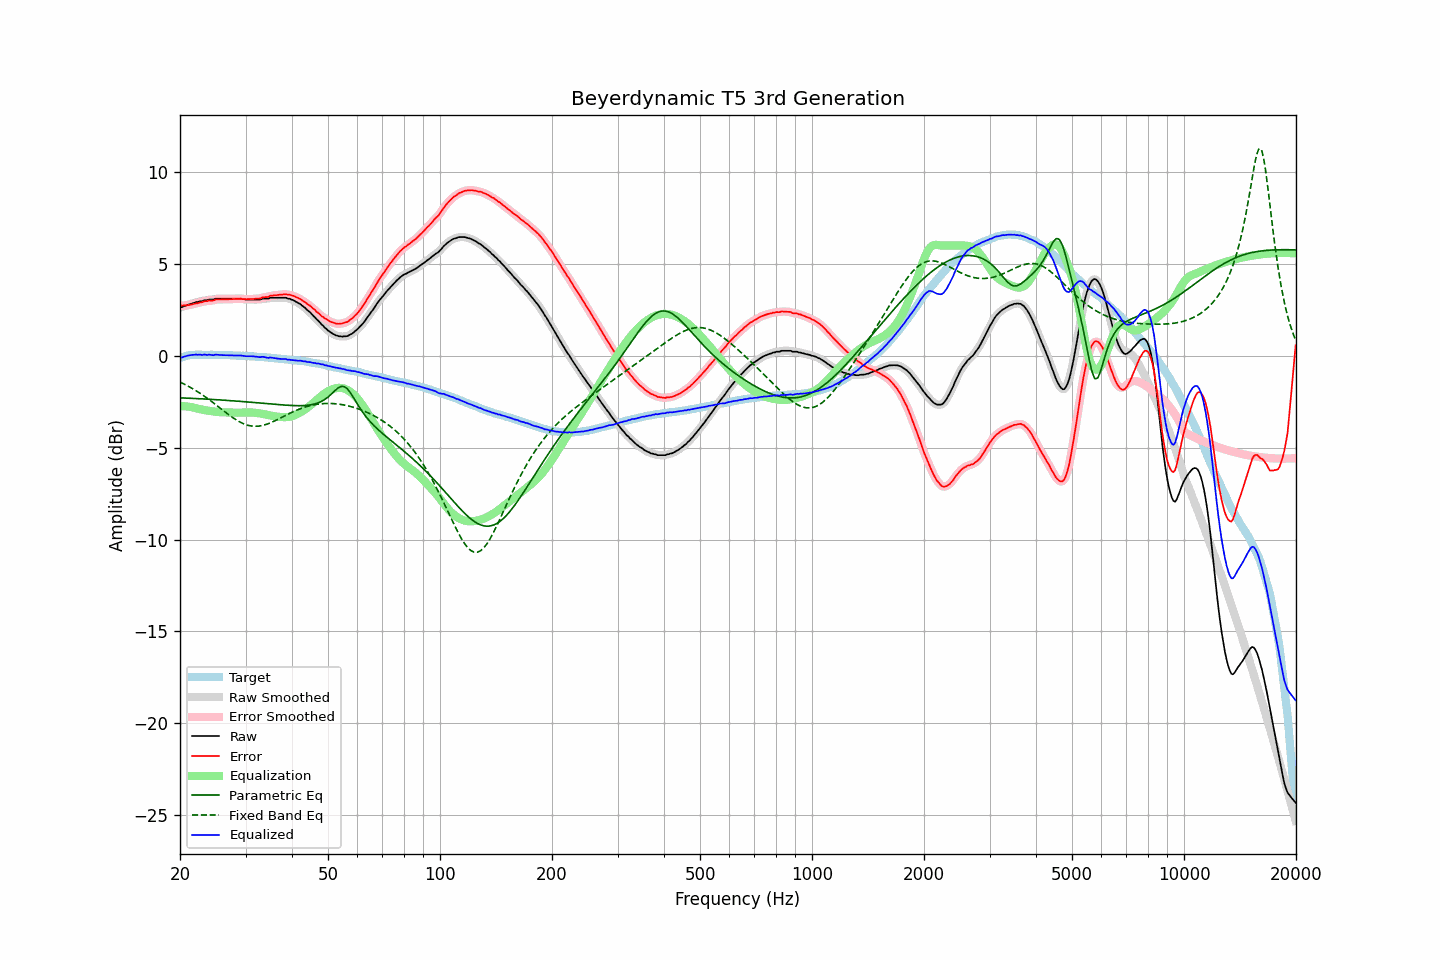 Beyerdynamic T5 3rd Generation
Amplitude (dBr)
10
5
0
−5
−10
−15
−20
−25
Target
Raw Smoothed
Error Smoothed
Raw
Error
Equalization
Parametric Eq
Fixed Band Eq
Equalized
20 50 100 200 500 1000 2000 5000 10000 20000
Frequency (Hz)